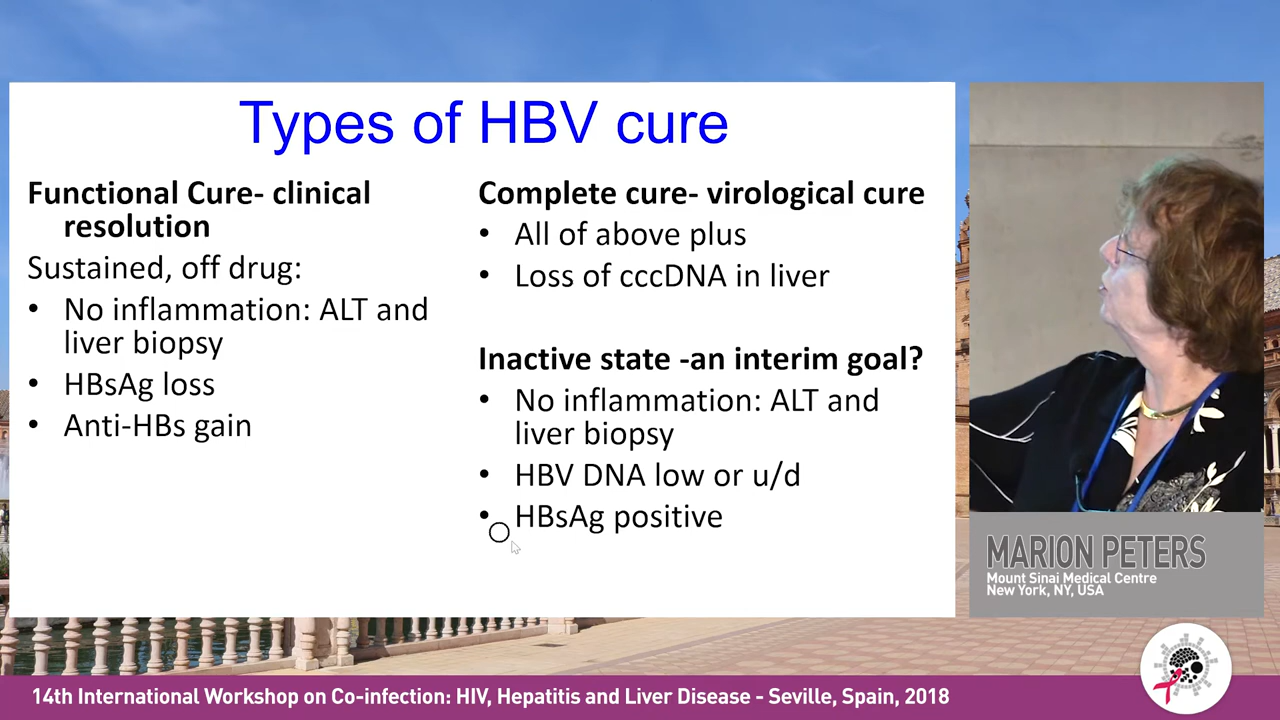 Types of HBV cure
Functional Cure- clinical
resolution
Sustained, off drug:
• No inflammation: ALT and
liver biopsy
• HBsAg loss
• Anti-HBs gain
Complete cure- virological cure
• All of above plus
• Loss of cccDNA in liver
Inactive state -an interim goal?
• No inflammation: ALT and
liver biopsy
• HBV DNA low or u/d
• HBsAg positive
MARION PETERS
Mount Sinai Medical Centre
New York, NY, USA
14th International Workshop on Co-infection: HIV, Hepatitis and Liver Disease - Seville, Spain, 2018